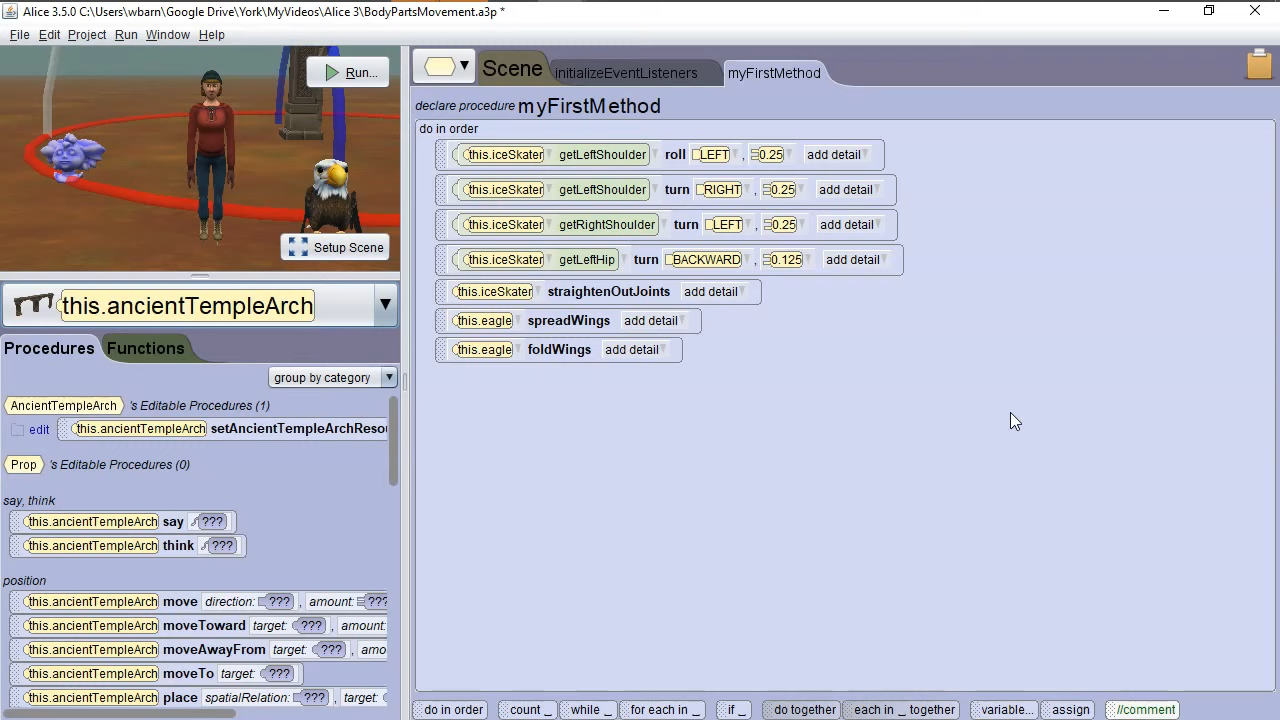 Alice 3.5.0 C:\Users\wbarn\Google Drive\York\MyVideos\Alice 3\BodyPartsMovement.a3p *
File Edit Project Run Window Help
Run...
Setup Scene
this.ancientTempleArch
Procedures Functions
group by category
AncientTempleArch 's Editable Procedures (1)
edit this.ancientTempleArch setAncientTempleArchResou
Prop 's Editable Procedures (0)
say, think
this.ancientTempleArch say ???
this.ancientTempleArch think ???
position
this.ancientTempleArch move direction: ??? , amount: ???
this.ancientTempleArch moveToward target: ??? , amount:
this.ancientTempleArch moveAwayFrom target: ??? , amo
this.ancientTempleArch moveTo target: ???
this.ancientTempleArch place spatialRelation: ??? , target:
Scene initializeEventListeners myFirstMethod
declare procedure myFirstMethod
do in order
this.iceSkater getLeftShoulder roll LEFT , 0.25 add detail
this.iceSkater getLeftShoulder turn RIGHT , 0.25 add detail
this.iceSkater getRightShoulder turn LEFT , 0.25 add detail
this.iceSkater getLeftHip turn BACKWARD , 0.125 add detail
this.iceSkater straightenOutJoints add detail
this.eagle spreadWings add detail
this.eagle foldWings add detail
do in order count _ while _ for each in _ if _ do together each in _ together variable... assign //comment